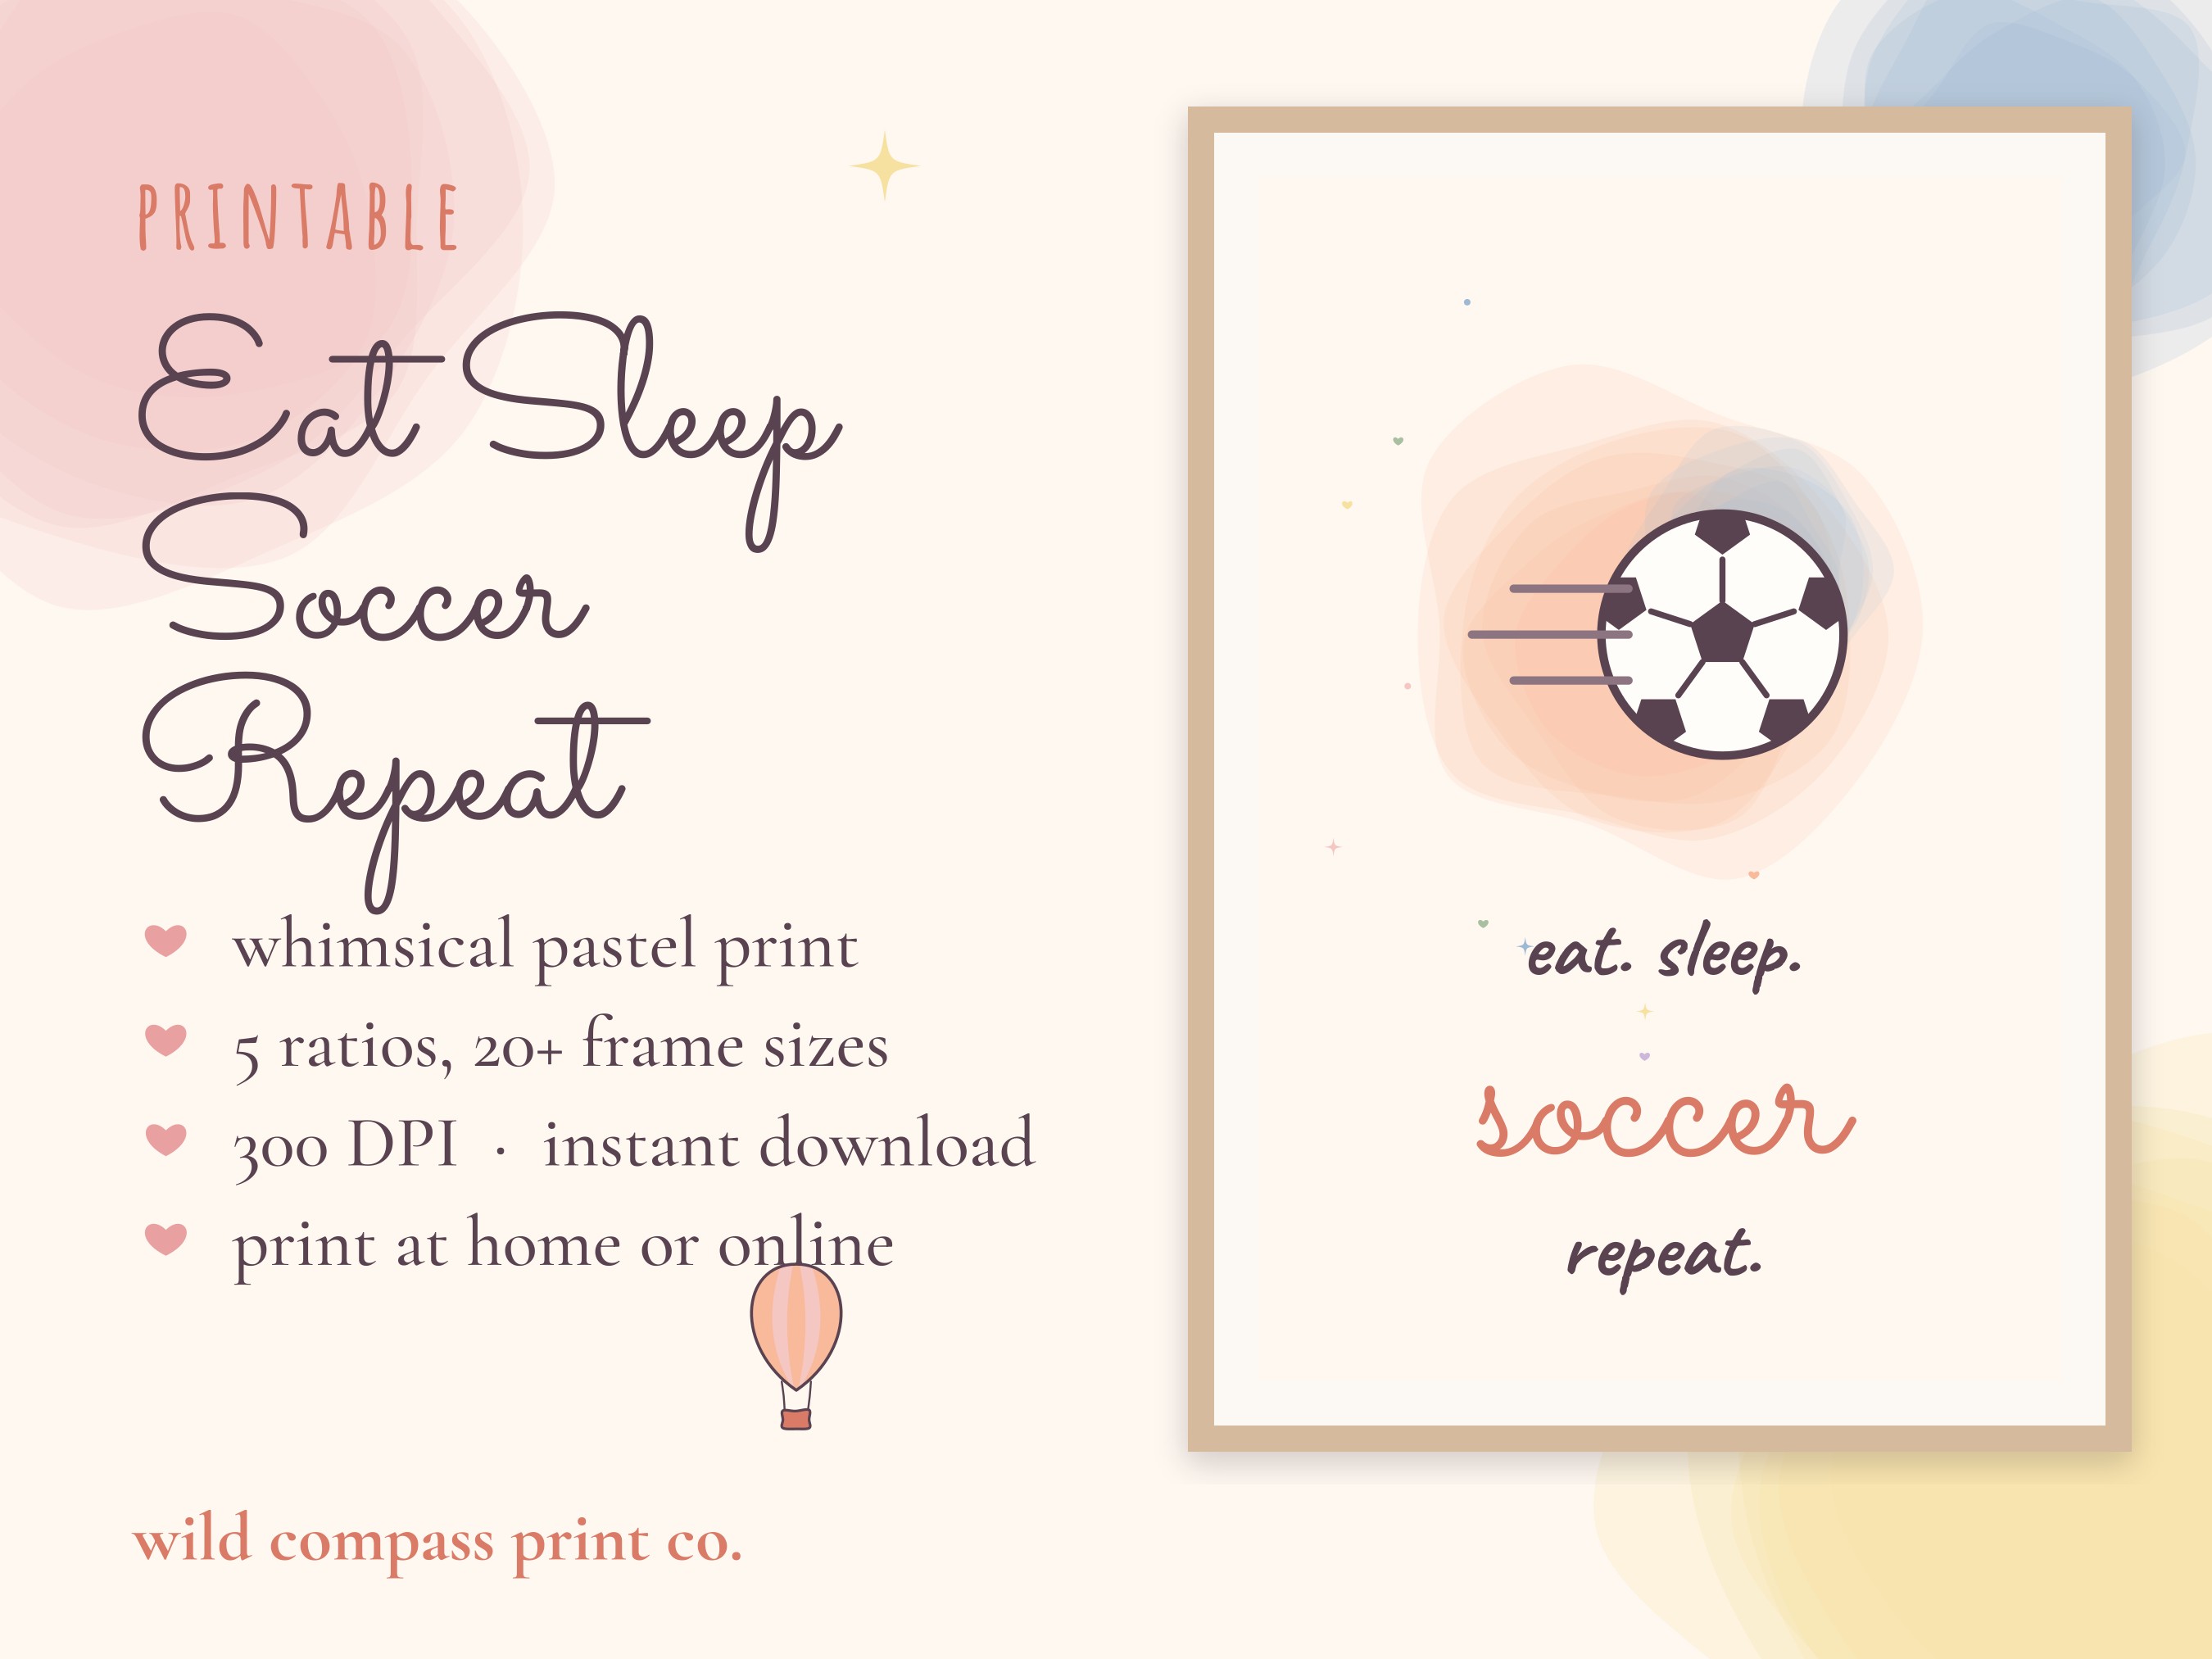 PRINTABLE
Eat Sleep
Soccer
Repeat
whimsical pastel print
5 ratios, 20+ frame sizes
300 DPI · instant download
print at home or online
wild compass print co.
eat. sleep.
soccer
repeat.